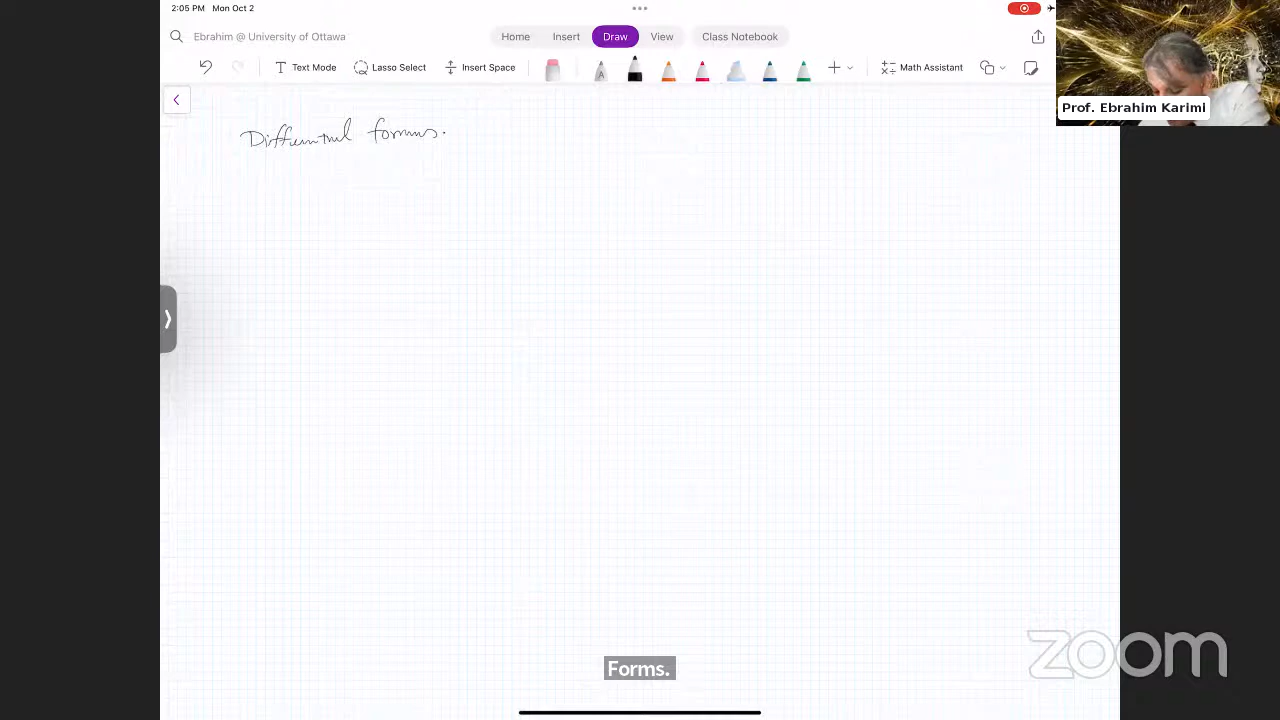 2:05 PM Mon Oct 2
Ebrahim @ University of Ottawa
Home Insert Draw View Class Notebook
Text Mode Lasso Select Insert Space Math Assistant
Prof. Ebrahim Karimi
Differential forms.
zoom
Forms.